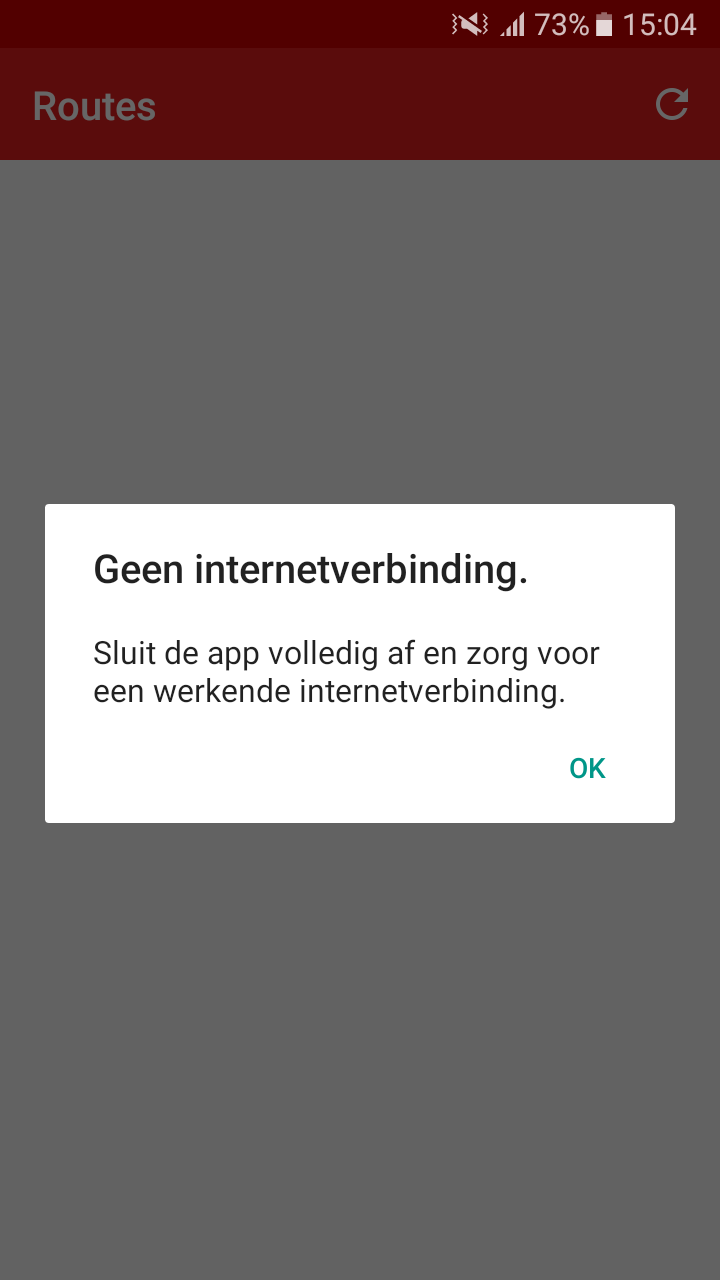 73% 15:04
Routes
Geen internetverbinding.
Sluit de app volledig af en zorg voor
een werkende internetverbinding.
OK